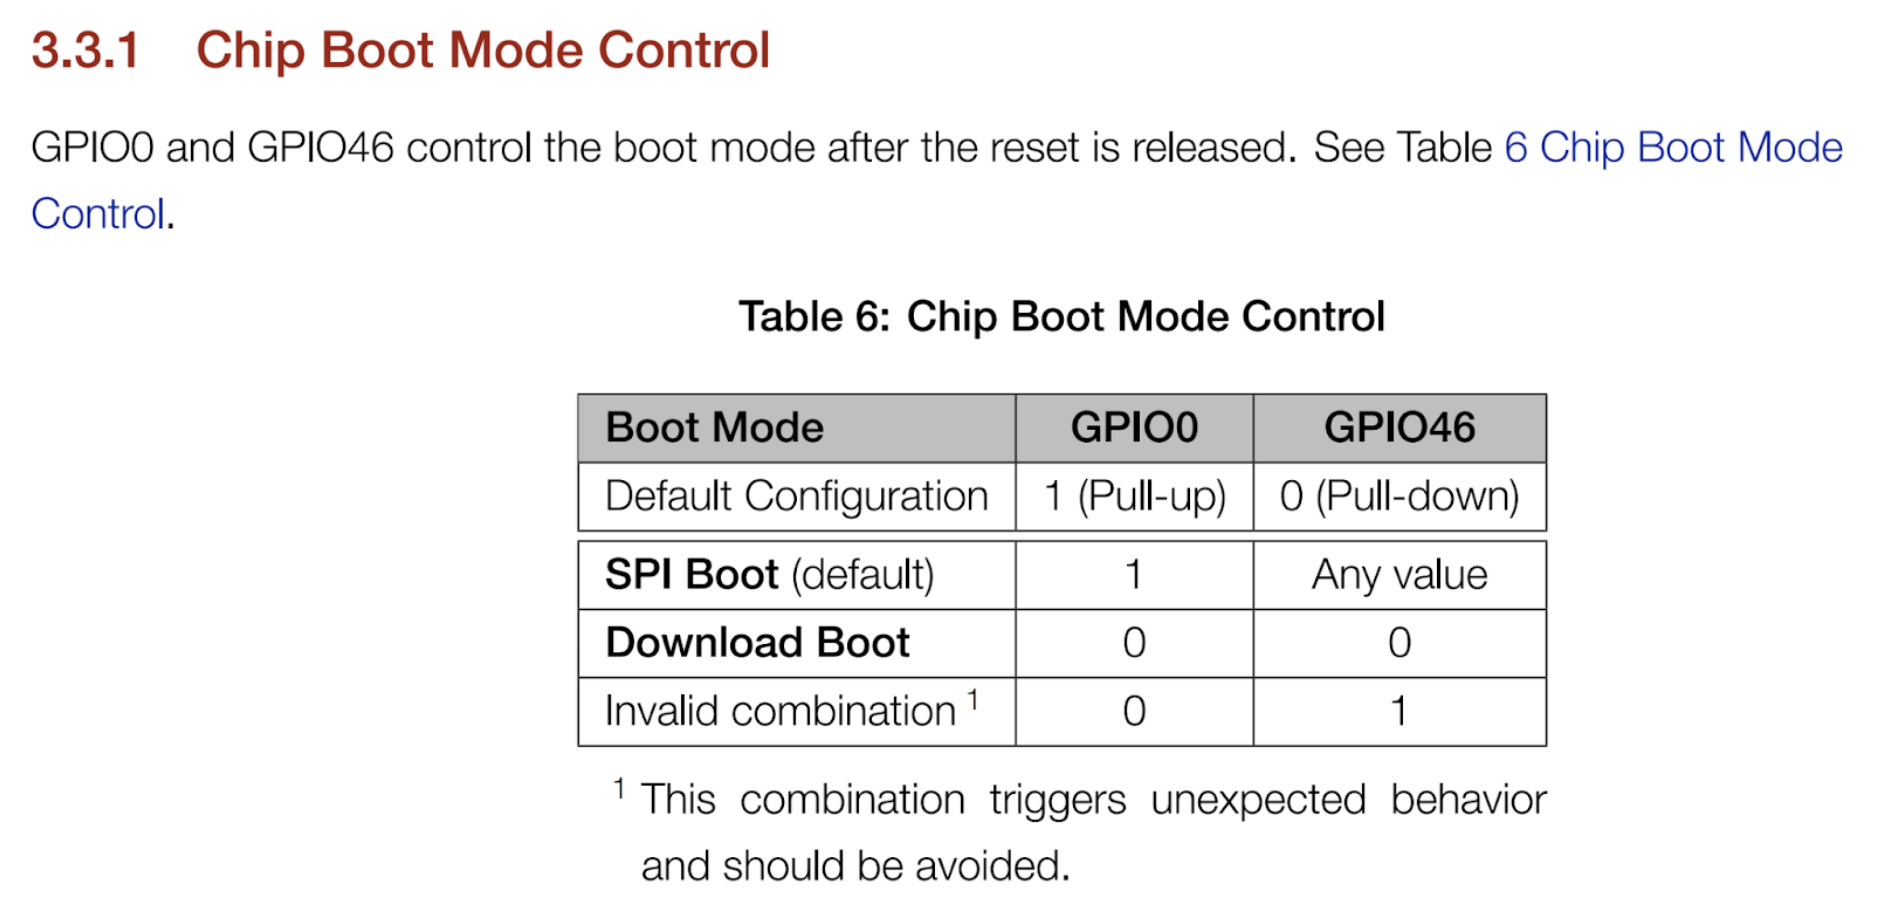 3.3.1 Chip Boot Mode Control
GPIO0 and GPIO46 control the boot mode after the reset is released. See Table 6 Chip Boot Mode
Control.
Table 6: Chip Boot Mode Control
Boot Mode GPIO0 GPIO46
Default Configuration 1 (Pull-up) 0 (Pull-down)
SPI Boot (default) 1 Any value
Download Boot 0 0
Invalid combination 1 0 1
1 This combination triggers unexpected behavior
and should be avoided.